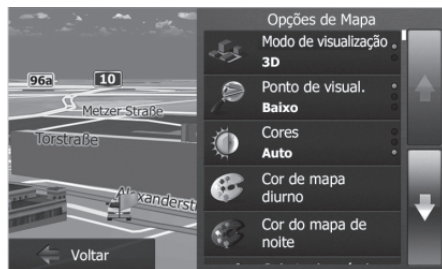 Opções de Mapa
Modo de visualização
3D
Ponto de visual.
Baixo
Cores
Auto
Cor de mapa
diurno
Cor do mapa de
noite
96a
10
Metzer Straße
Torstraße
Voltar